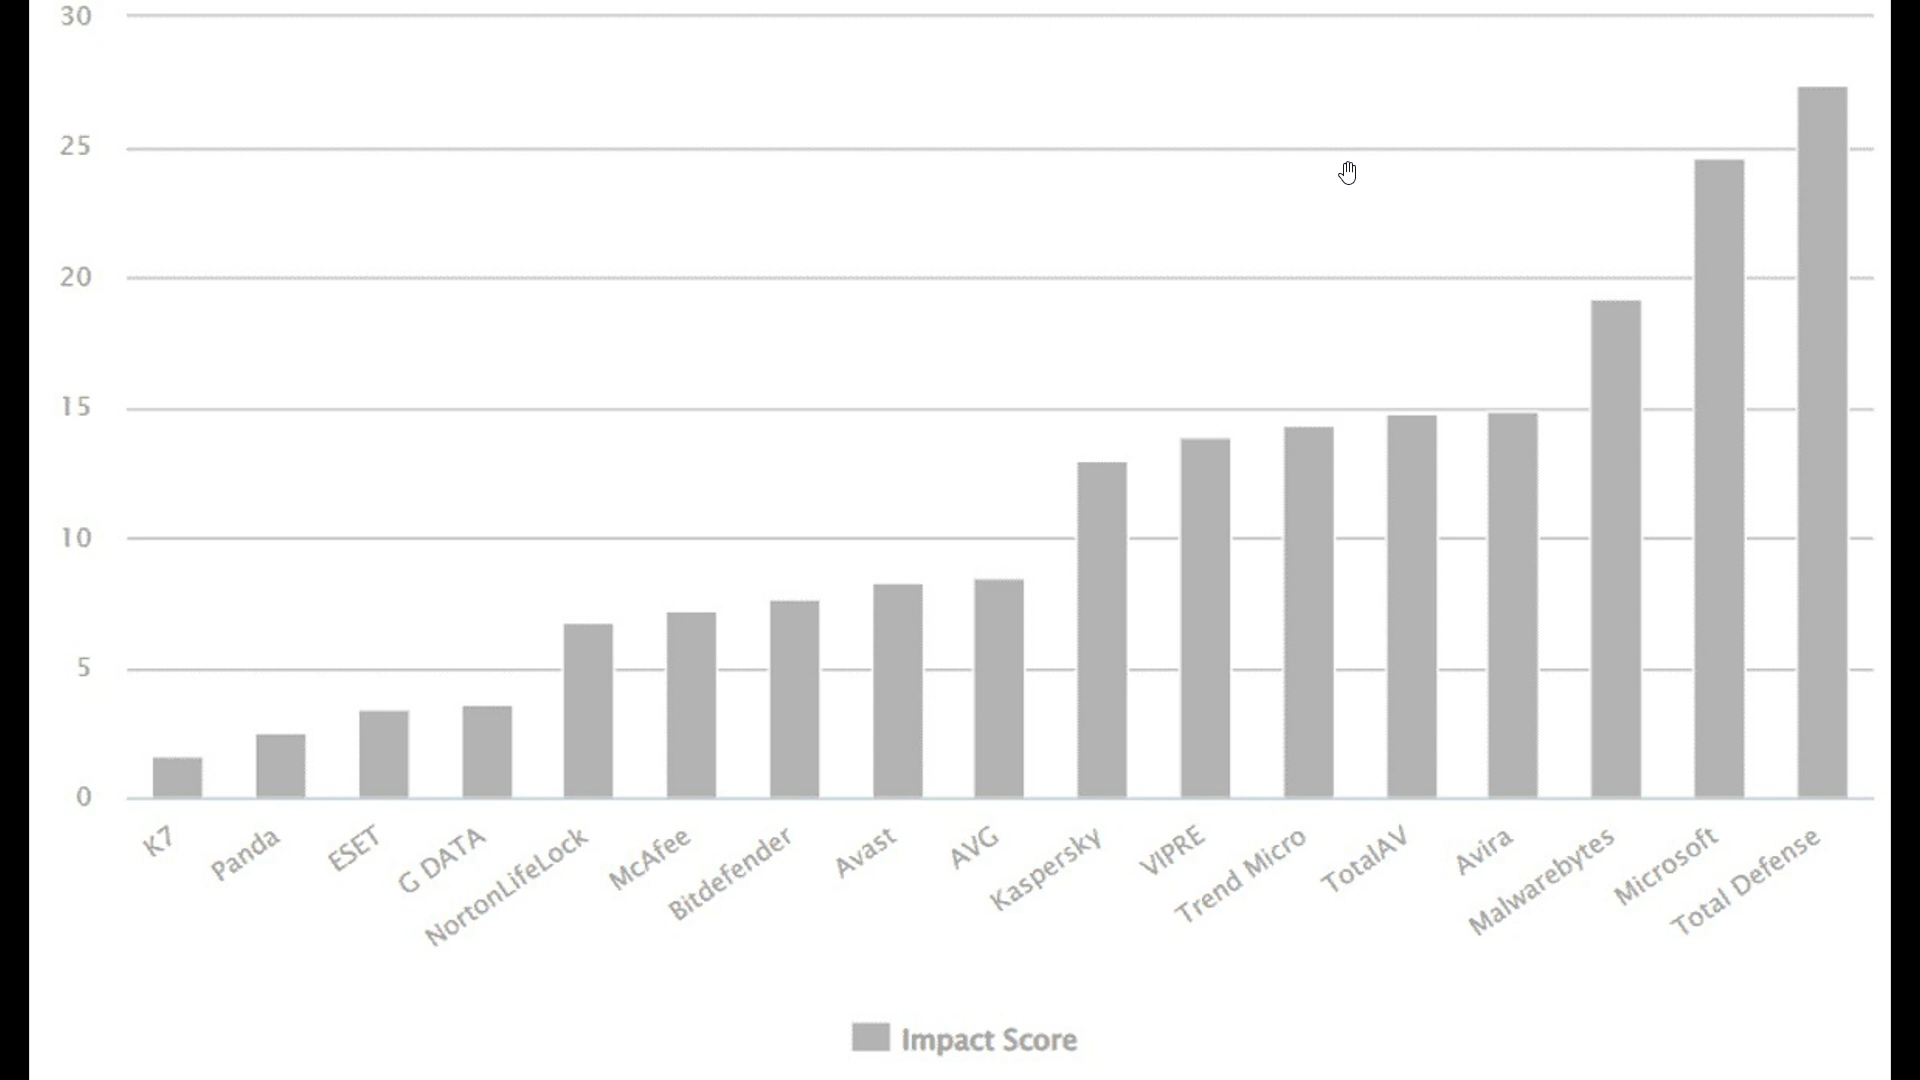 30
25
20
15
10
5
0
K7
Panda
ESET
G DATA
NortonLifeLock
McAfee
Bitdefender
Avast
AVG
Kaspersky
VIPRE
Trend Micro
TotalAV
Avira
Malwarebytes
Microsoft
Total Defense
Impact Score